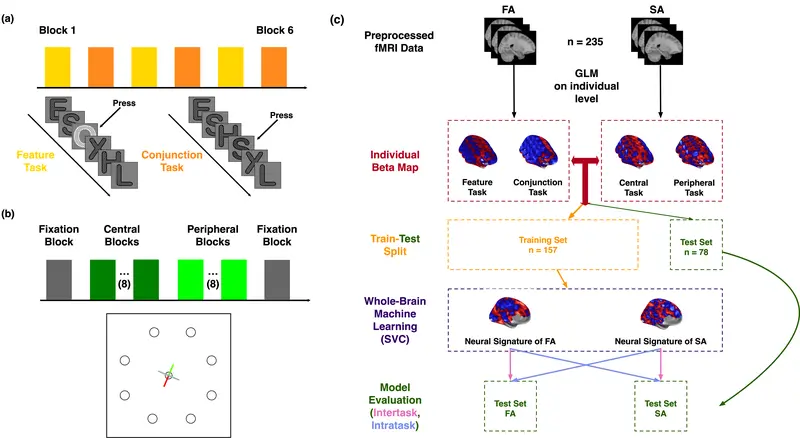 (a)
Block 1
Block 6
Press
Press
E
S
O
X
H
L
E
S
H
S
X
L
Feature
Task
Conjunction
Task
(b)
Fixation
Block
Central
Blocks
Peripheral
Blocks
Fixation
Block
...
(8)
...
(8)
(c)
FA
SA
Preprocessed
fMRI Data
n = 235
GLM
on individual
level
Individual
Beta Map
Feature
Task
Conjunction
Task
Central
Task
Peripheral
Task
Train-Test
Split
Training Set
n = 157
Test Set
n = 78
Whole-Brain
Machine
Learning
(SVC)
Neural Signature of FA
Neural Signature of SA
Model
Evaluation
(Intertask,
Intratask)
Test Set
FA
Test Set
SA